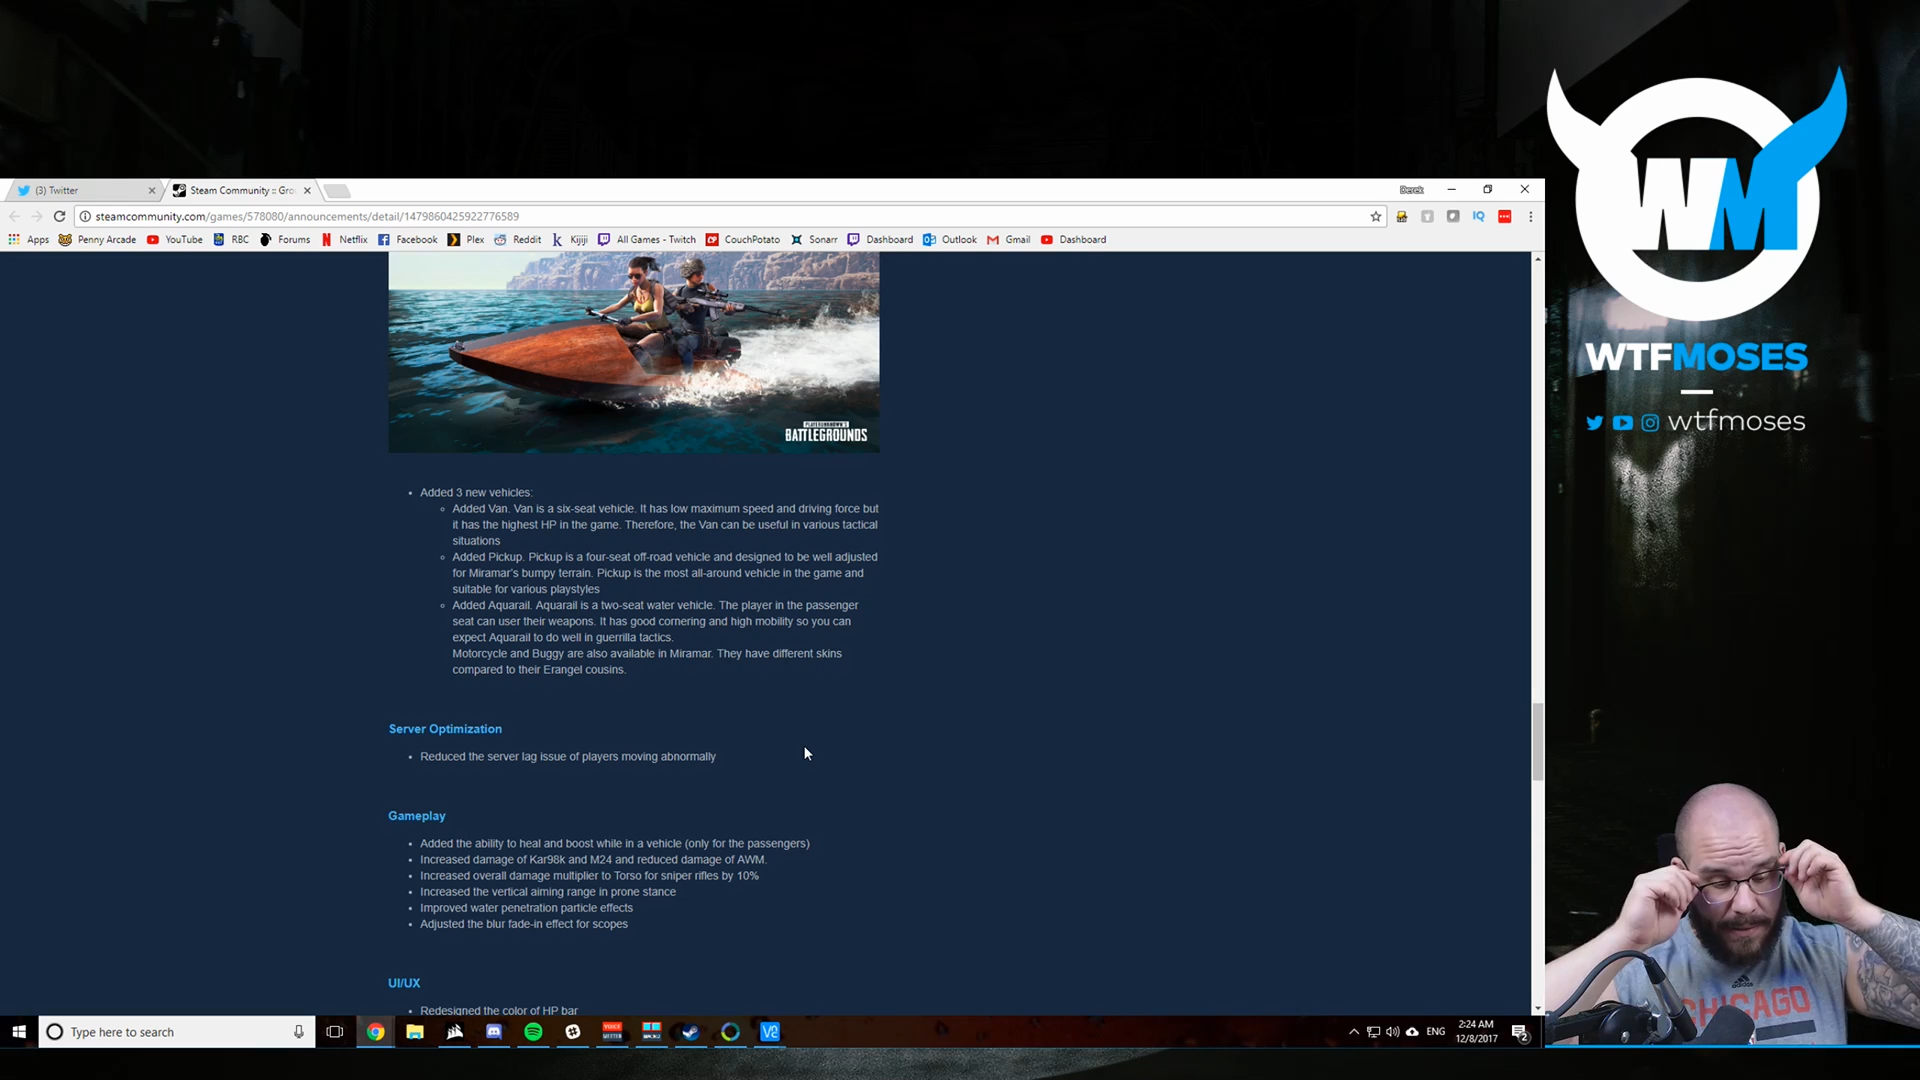 (3) Twitter
Steam Community :: Gro
Derek
steamcommunity.com/games/578080/announcements/detail/1479860425922776589
Apps Penny Arcade YouTube RBC Forums Netflix Facebook Plex Reddit Kijiji All Games - Twitch CouchPotato Sonarr Dashboard Outlook Gmail Dashboard
PLAYERUNKNOWN'S
BATTLEGROUNDS
Added 3 new vehicles:
Added Van. Van is a six-seat vehicle. It has low maximum speed and driving force but
it has the highest HP in the game. Therefore, the Van can be useful in various tactical
situations
Added Pickup. Pickup is a four-seat off-road vehicle and designed to be well adjusted
for Miramar's bumpy terrain. Pickup is the most all-around vehicle in the game and
suitable for various playstyles
Added Aquarail. Aquarail is a two-seat water vehicle. The player in the passenger
seat can user their weapons. It has good cornering and high mobility so you can
expect Aquarail to do well in guerrilla tactics.
Motorcycle and Buggy are also available in Miramar. They have different skins
compared to their Erangel cousins.
Server Optimization
Reduced the server lag issue of players moving abnormally
Gameplay
Added the ability to heal and boost while in a vehicle (only for the passengers)
Increased damage of Kar98k and M24 and reduced damage of AWM.
Increased overall damage multiplier to Torso for sniper rifles by 10%
Increased the vertical aiming range in prone stance
Improved water penetration particle effects
Adjusted the blur fade-in effect for scopes
UI/UX
Redesigned the color of HP bar
Type here to search
ENG
2:24 AM
12/8/2017
2
WM
WTFMOSES
wtfmoses
adidas
CHICAGO